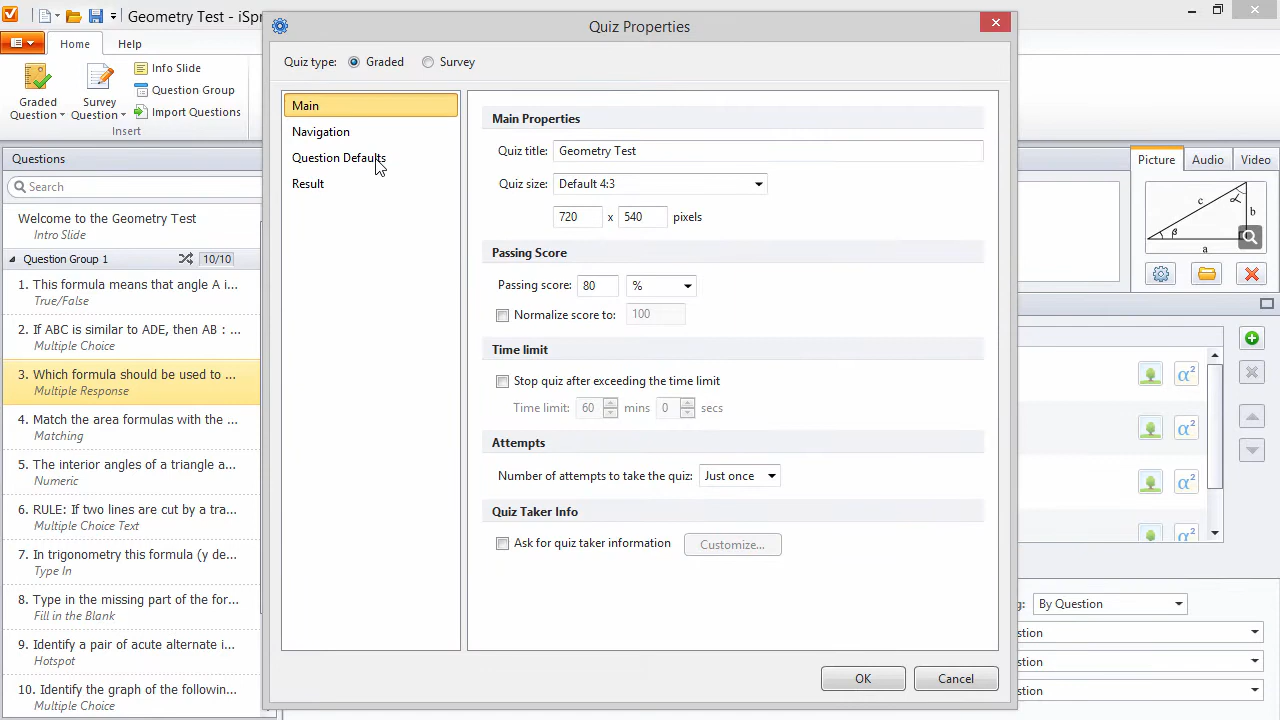 Geometry Test - iSpr
Quiz Properties
Home
Help
Quiz type:
Graded
Survey
Graded
Question
Survey
Question
Info Slide
Question Group
Import Questions
Insert
Questions
Search
Welcome to the Geometry Test
Intro Slide
Question Group 1
10/10
1. This formula means that angle A i...
True/False
2. If ABC is similar to ADE, then AB : ...
Multiple Choice
3. Which formula should be used to ...
Multiple Response
4. Match the area formulas with the ...
Matching
5. The interior angles of a triangle a...
Numeric
6. RULE: If two lines are cut by a tra...
Multiple Choice Text
7. In trigonometry this formula (y de...
Type In
8. Type in the missing part of the for...
Fill in the Blank
9. Identify a pair of acute alternate i...
Hotspot
10. Identify the graph of the followin...
Multiple Choice
Main
Navigation
Question Defaults
Result
Main Properties
Quiz title:
Geometry Test
Quiz size:
Default 4:3
720 x 540 pixels
Passing Score
Passing score:
80
%
Normalize score to:
100
Time limit
Stop quiz after exceeding the time limit
Time limit: 60 mins 0 secs
Attempts
Number of attempts to take the quiz:
Just once
Quiz Taker Info
Ask for quiz taker information
Customize...
OK
Cancel
Picture
Audio
Video
c
α
b
β
a
α²
α²
α²
α²
g:
By Question
stion
stion
stion